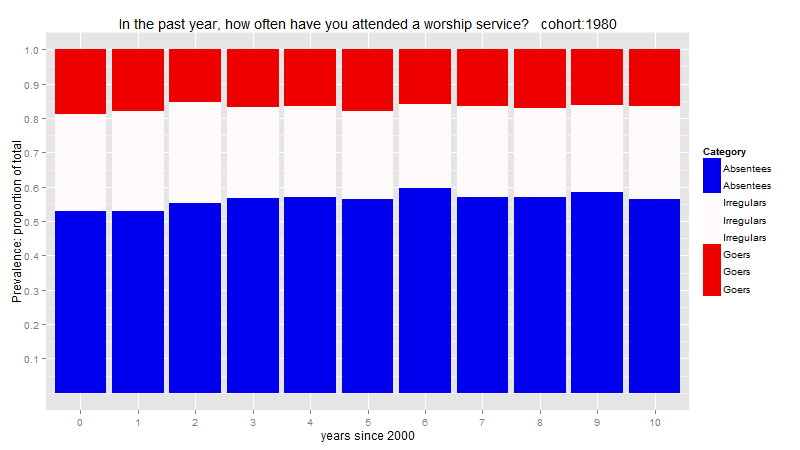 In the past year, how often have you attended a worship service?   cohort:1980
1.0
0.9
0.8
0.7
0.6
0.5
0.4
0.3
0.2
0.1
Prevalence: proportion of total
0 1 2 3 4 5 6 7 8 9 10
years since 2000
Category
Absentees
Absentees
Irregulars
Irregulars
Irregulars
Goers
Goers
Goers